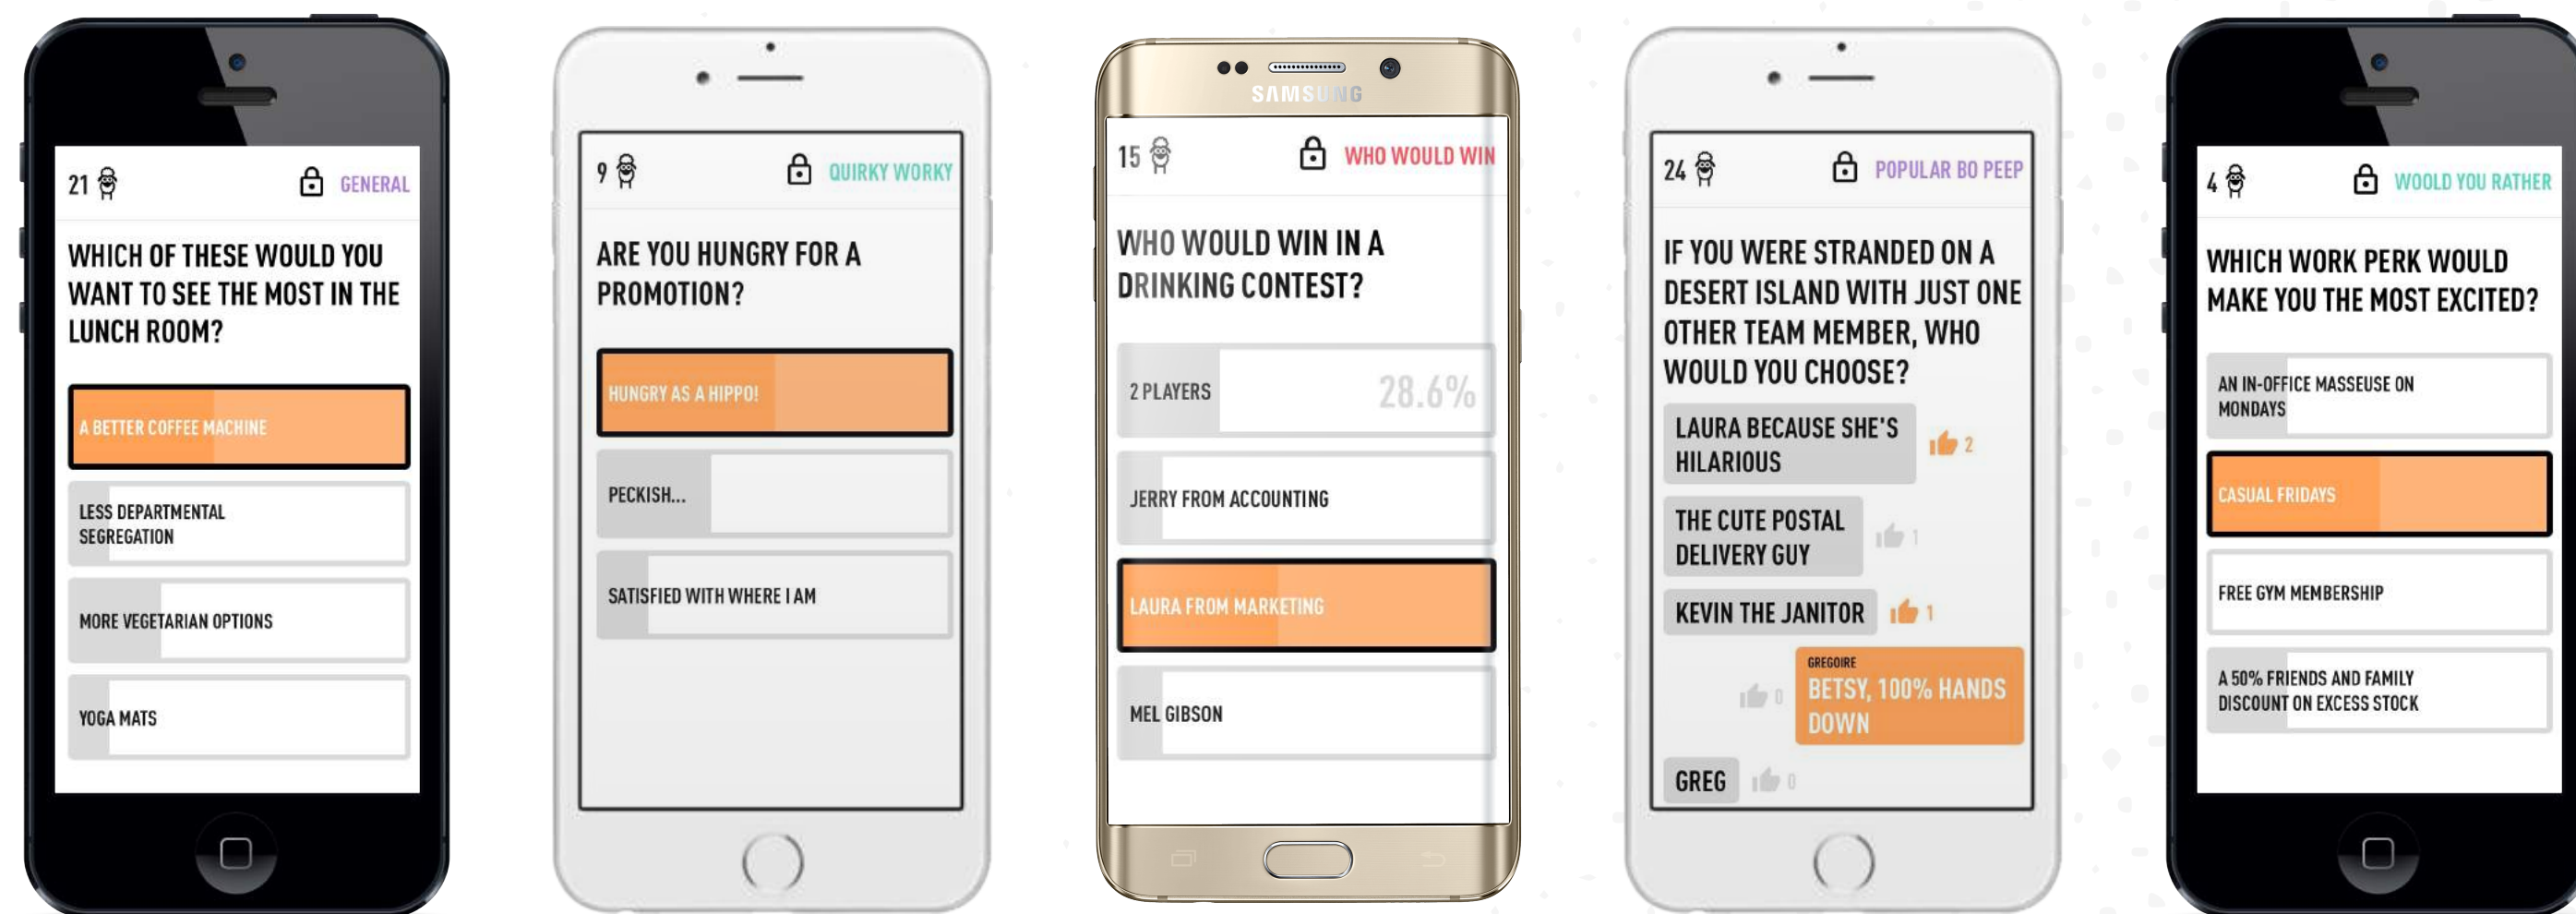 21
GENERAL
WHICH OF THESE WOULD YOU
WANT TO SEE THE MOST IN THE
LUNCH ROOM?
A BETTER COFFEE MACHINE
LESS DEPARTMENTAL
SEGREGATION
MORE VEGETARIAN OPTIONS
YOGA MATS
9
QUIRKY WORKY
ARE YOU HUNGRY FOR A
PROMOTION?
HUNGRY AS A HIPPO!
PECKISH...
SATISFIED WITH WHERE I AM
SAMSUNG
15
WHO WOULD WIN
WHO WOULD WIN IN A
DRINKING CONTEST?
2 PLAYERS
28.6%
JERRY FROM ACCOUNTING
LAURA FROM MARKETING
MEL GIBSON
24
POPULAR BO PEEP
IF YOU WERE STRANDED ON A
DESERT ISLAND WITH JUST ONE
OTHER TEAM MEMBER, WHO
WOULD YOU CHOOSE?
LAURA BECAUSE SHE'S
HILARIOUS
2
THE CUTE POSTAL
DELIVERY GUY
1
KEVIN THE JANITOR
1
GREGOIRE
BETSY, 100% HANDS
DOWN
0
GREG
0
4
WOOLD YOU RATHER
WHICH WORK PERK WOULD
MAKE YOU THE MOST EXCITED?
AN IN-OFFICE MASSEUSE ON
MONDAYS
CASUAL FRIDAYS
FREE GYM MEMBERSHIP
A 50% FRIENDS AND FAMILY
DISCOUNT ON EXCESS STOCK